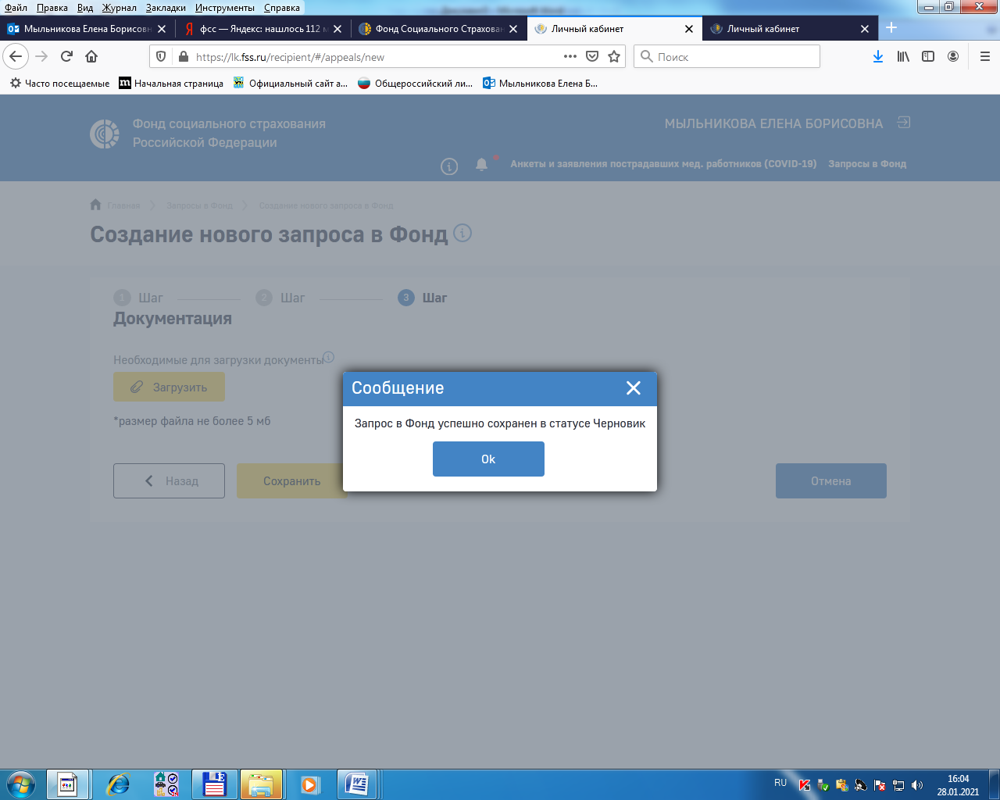 Файл Правка Вид Журнал Закладки Инструменты Справка
Мыльникова Елена Борисовн
фсс — Яндекс: нашлось 112 м
Фонд Социального Страхован
Личный кабинет
Личный кабинет
https://lk.fss.ru/recipient/#/appeals/new
Поиск
Часто посещаемые
Начальная страница
Официальный сайт а...
Общероссийский ли...
Мыльникова Елена Б...
Фонд социального страхования
Российской Федерации
МЫЛЬНИКОВА ЕЛЕНА БОРИСОВНА
Анкеты и заявления пострадавших мед. работников (COVID-19) Запросы в Фонд
Главная Запросы в Фонд Создание нового запроса в Фонд
Создание нового запроса в Фонд
1 Шаг 2 Шаг 3 Шаг
Документация
Необходимые для загрузки документы
Загрузить
*размер файла не более 5 мб
Назад
Сохранить
Отмена
Сообщение
Запрос в Фонд успешно сохранен в статусе Черновик
Ok
RU
16:04
28.01.2021